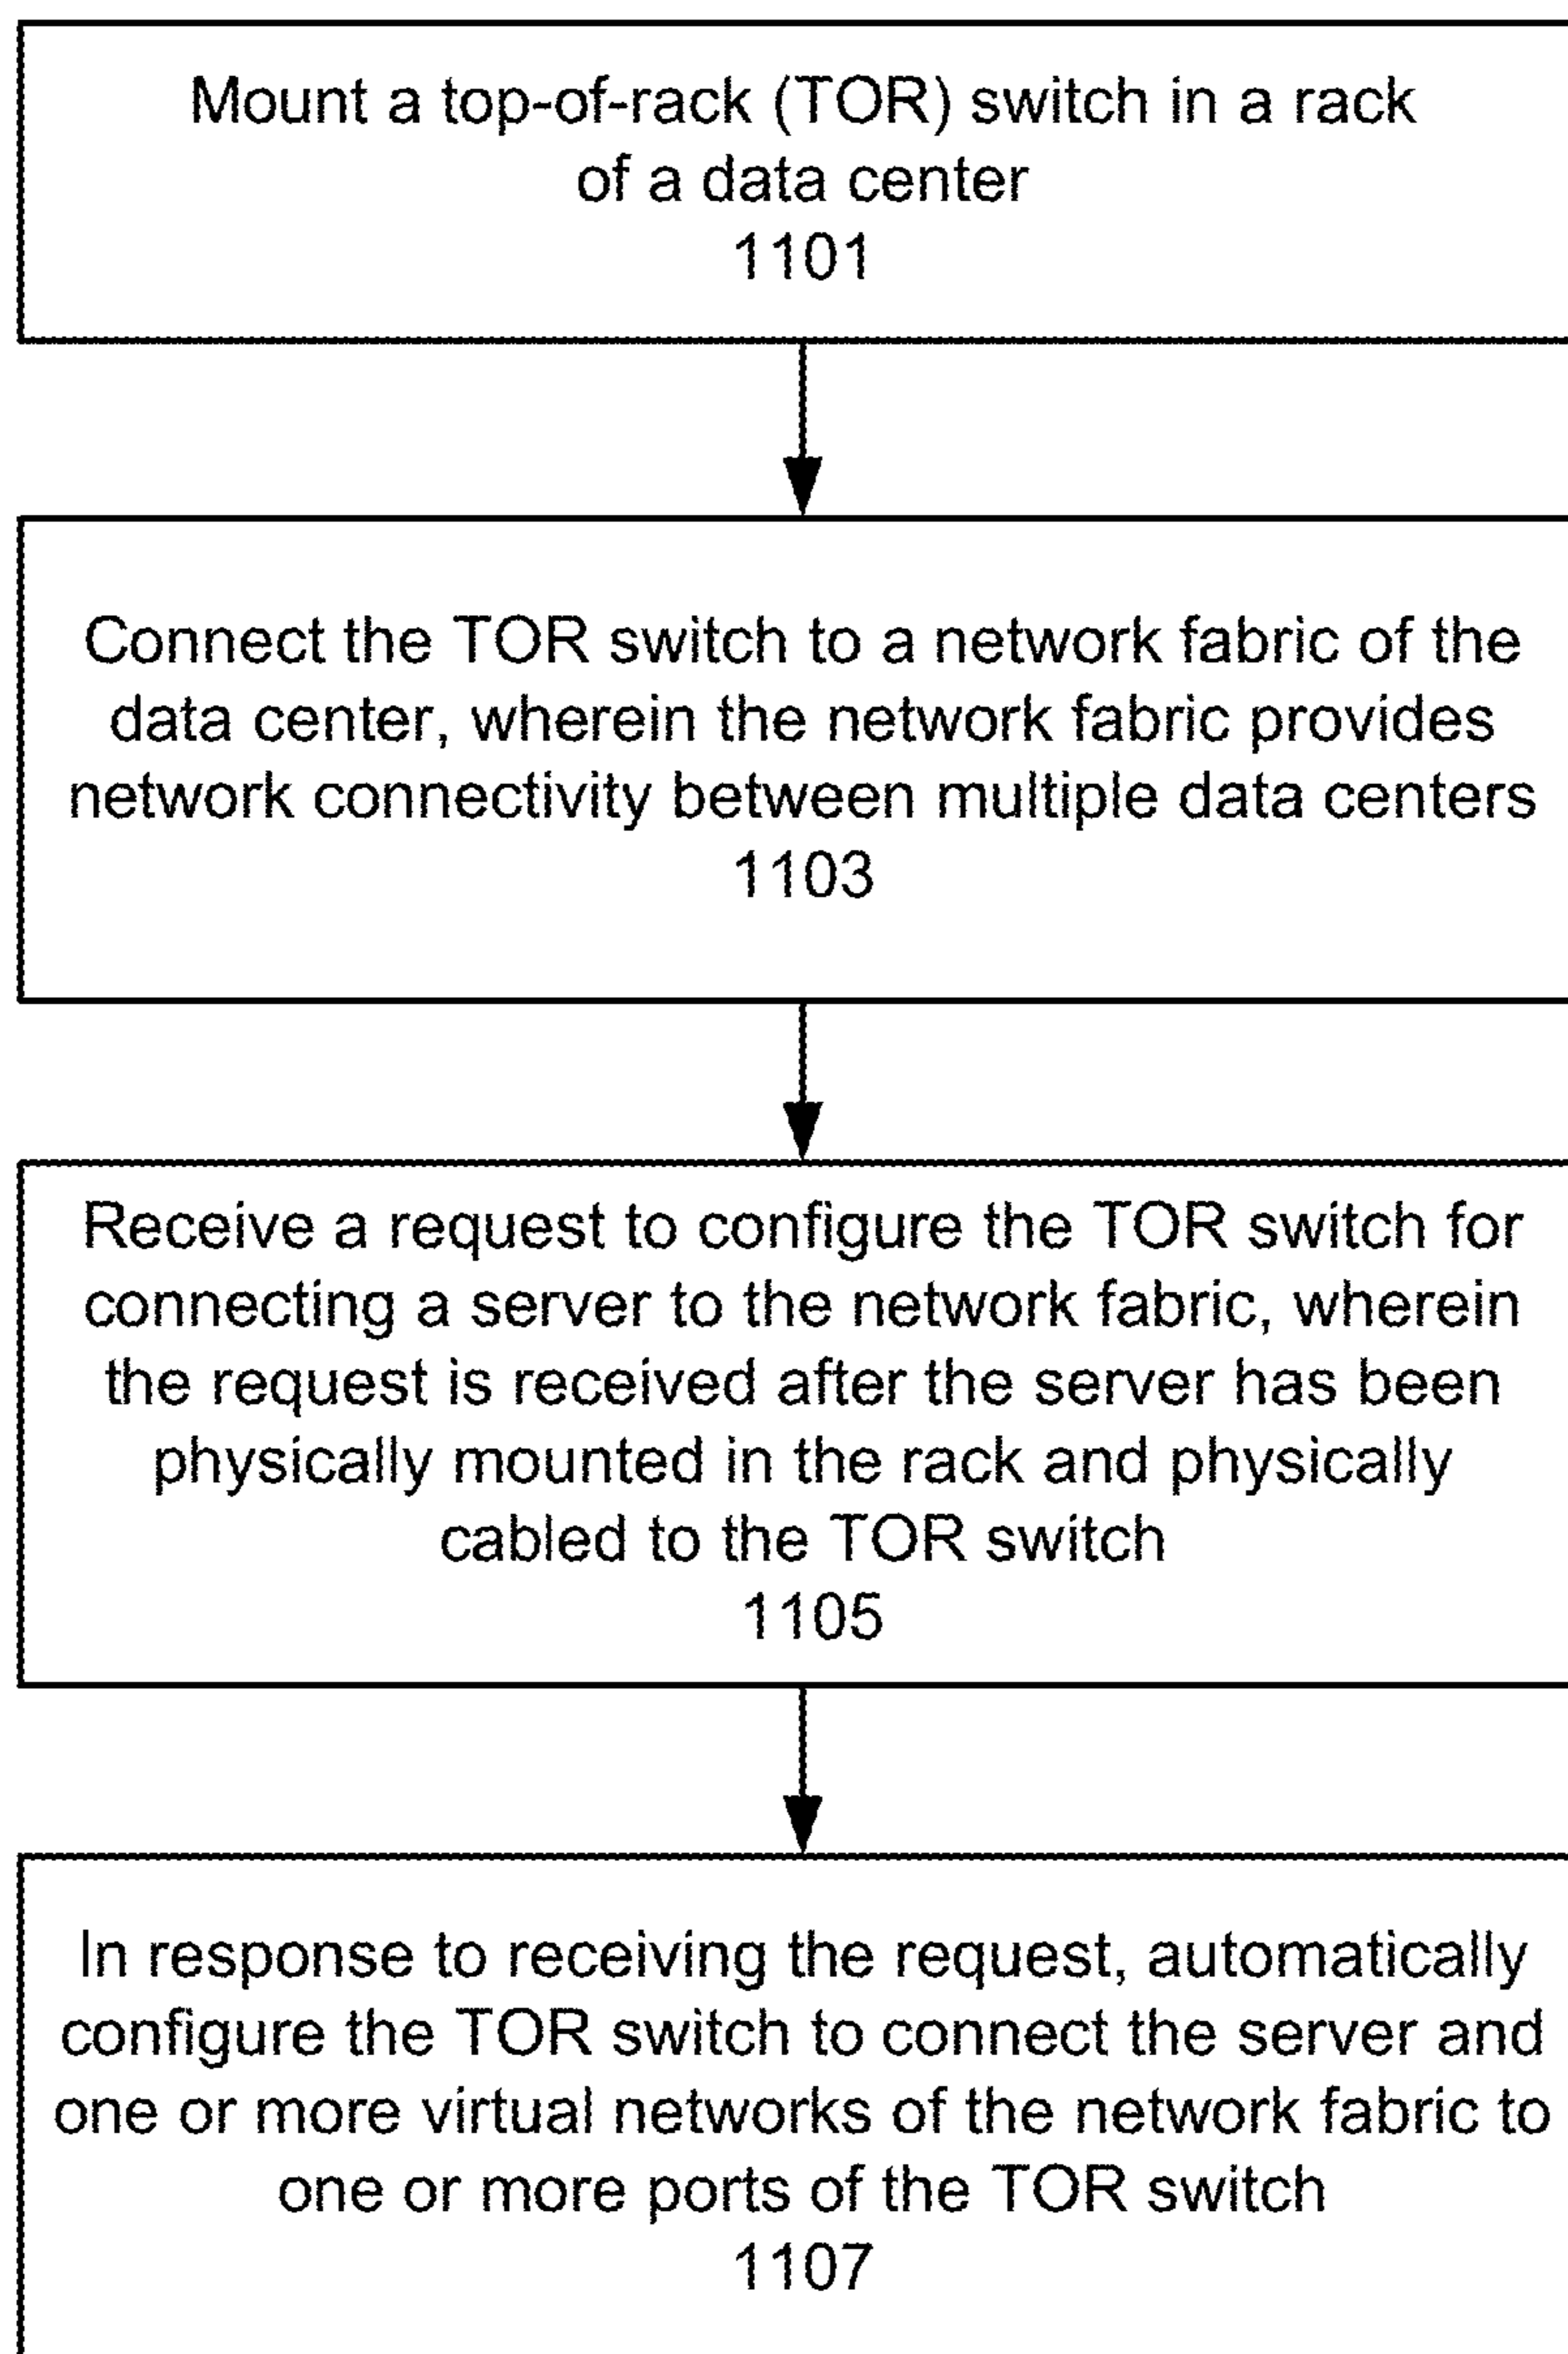 Mount a top-of-rack (TOR) switch in a rack
of a data center
1101
Connect the TOR switch to a network fabric of the
data center, wherein the network fabric provides
network connectivity between multiple data centers
1103
Receive a request to configure the TOR switch for
connecting a server to the network fabric, wherein
the request is received after the server has been
physically mounted in the rack and physically
cabled to the TOR switch
1105
In response to receiving the request, automatically
configure the TOR switch to connect the server and
one or more virtual networks of the network fabric to
one or more ports of the TOR switch
1107